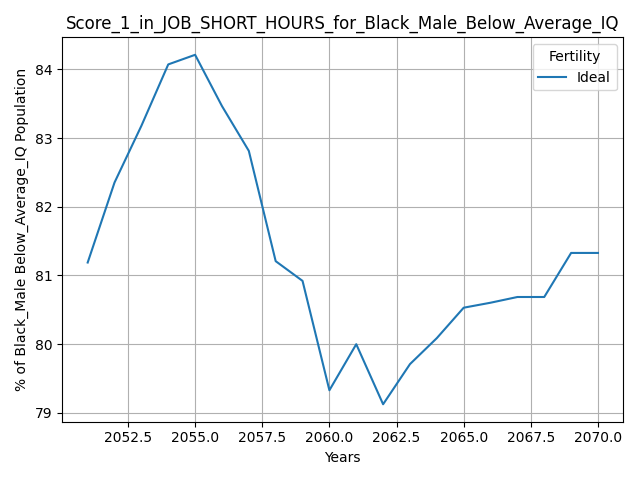 Score_1_in_JOB_SHORT_HOURS_for_Black_Male_Below_Average_IQ
Fertility
Ideal
84
83
82
81
80
79
% of Black_Male Below_Average_IQ Population
2052.5 2055.0 2057.5 2060.0 2062.5 2065.0 2067.5 2070.0
Years